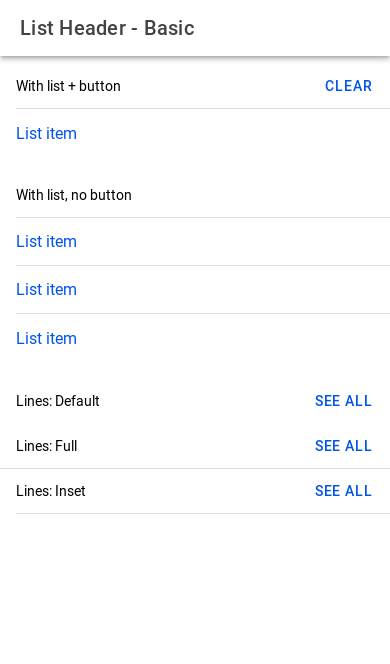 List Header - Basic
With list + button CLEAR
List item
With list, no button
List item
List item
List item
Lines: Default SEE ALL
Lines: Full SEE ALL
Lines: Inset SEE ALL